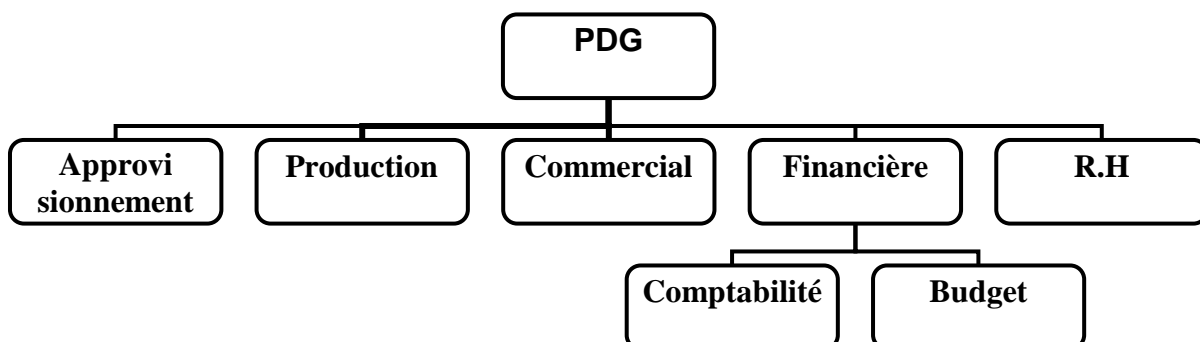 PDG
Approvi
sionnement
Production
Commercial
Financière
R.H
Comptabilité
Budget